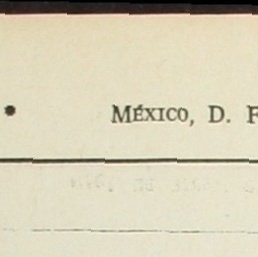 • MÉXICO, D. F